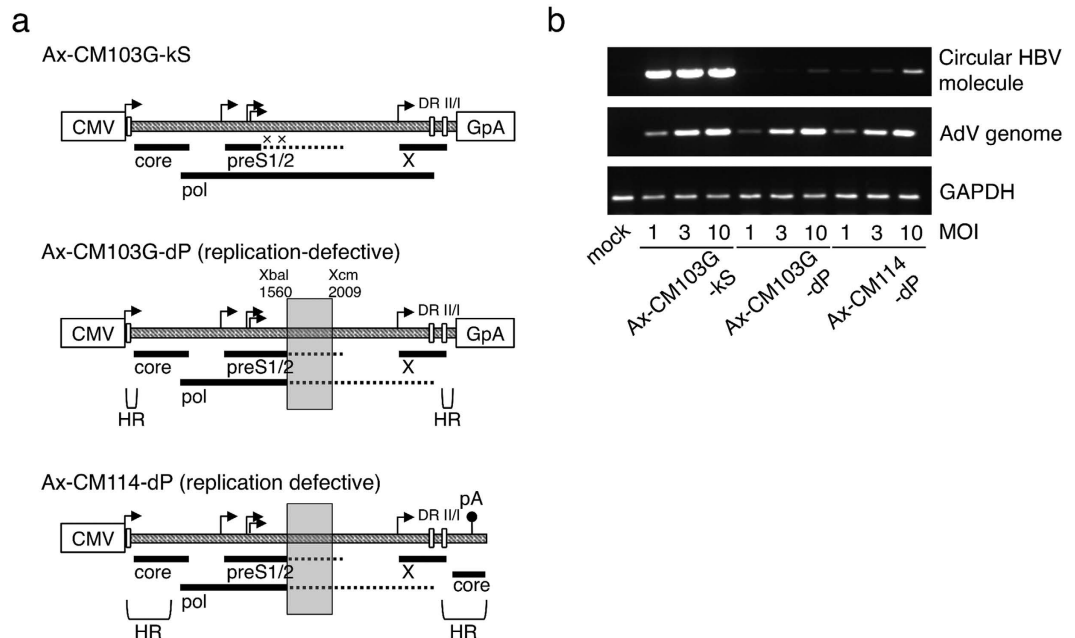 a
Ax-CM103G-kS
CMV
DR II/I
GpA
× ×
core
preS1/2
X
pol
Ax-CM103G-dP (replication-defective)
XbaI
1560
Xcm
2009
CMV
DR II/I
GpA
core
preS1/2
X
pol
HR
HR
Ax-CM114-dP (replication defective)
pA
CMV
DR II/I
core
preS1/2
X
core
pol
HR
HR
b
Circular HBV
molecule
AdV genome
GAPDH
mock
1 3 10 1 3 10 1 3 10 MOI
Ax-CM103G
-kS
Ax-CM103G
-dP
Ax-CM114
-dP